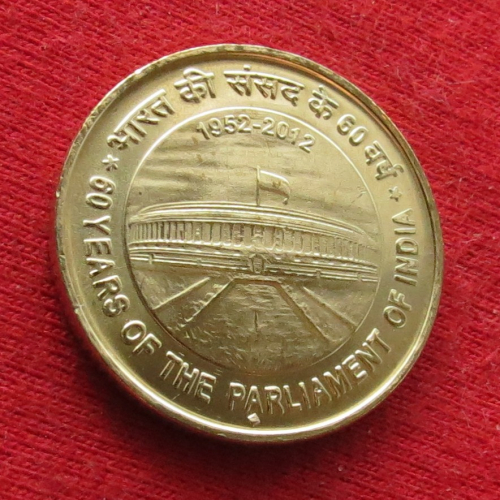 भारत की संसद के 60 वर्ष
1952-2012
60 YEARS OF THE PARLIAMENT OF INDIA